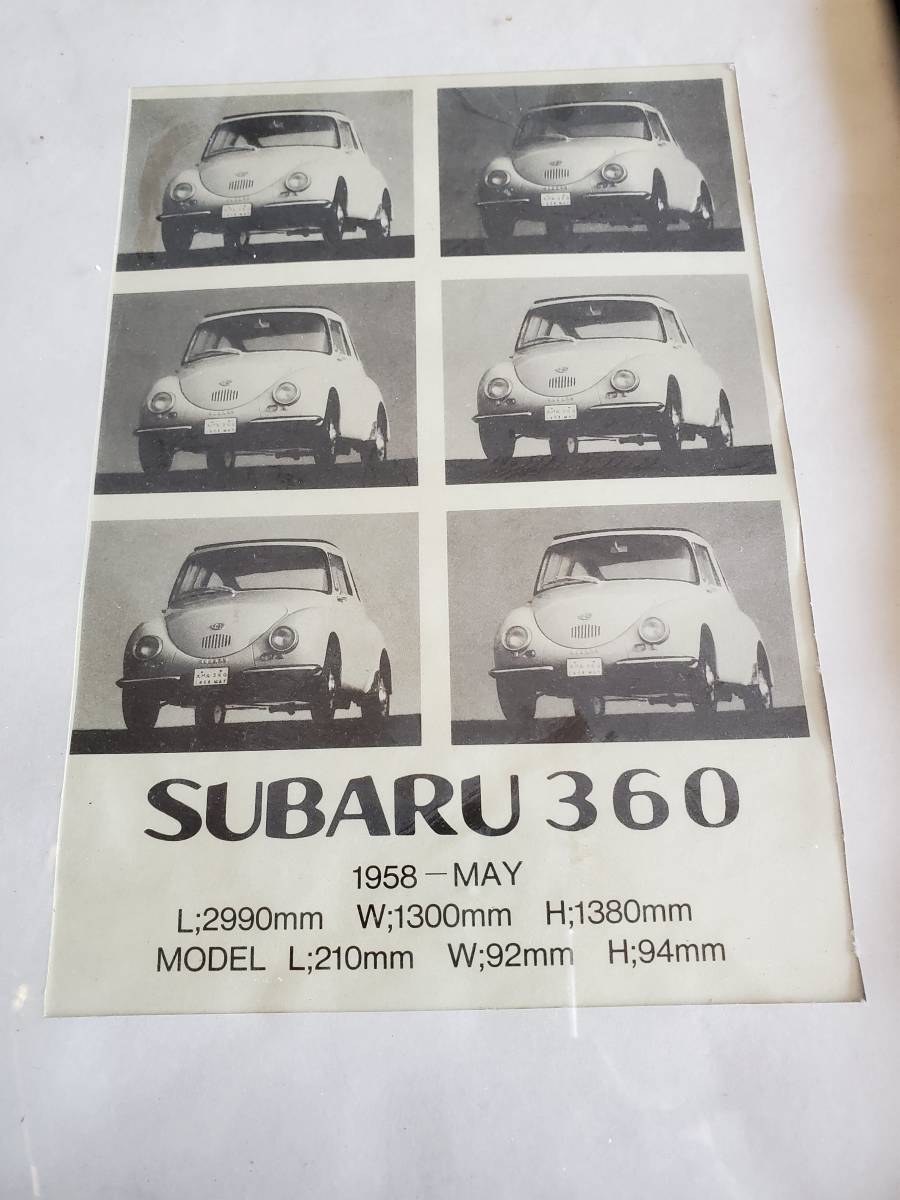 SUBARU 360
1958 — MAY
L;2990mm W;1300mm H;1380mm
MODEL L;210mm W;92mm H;94mm